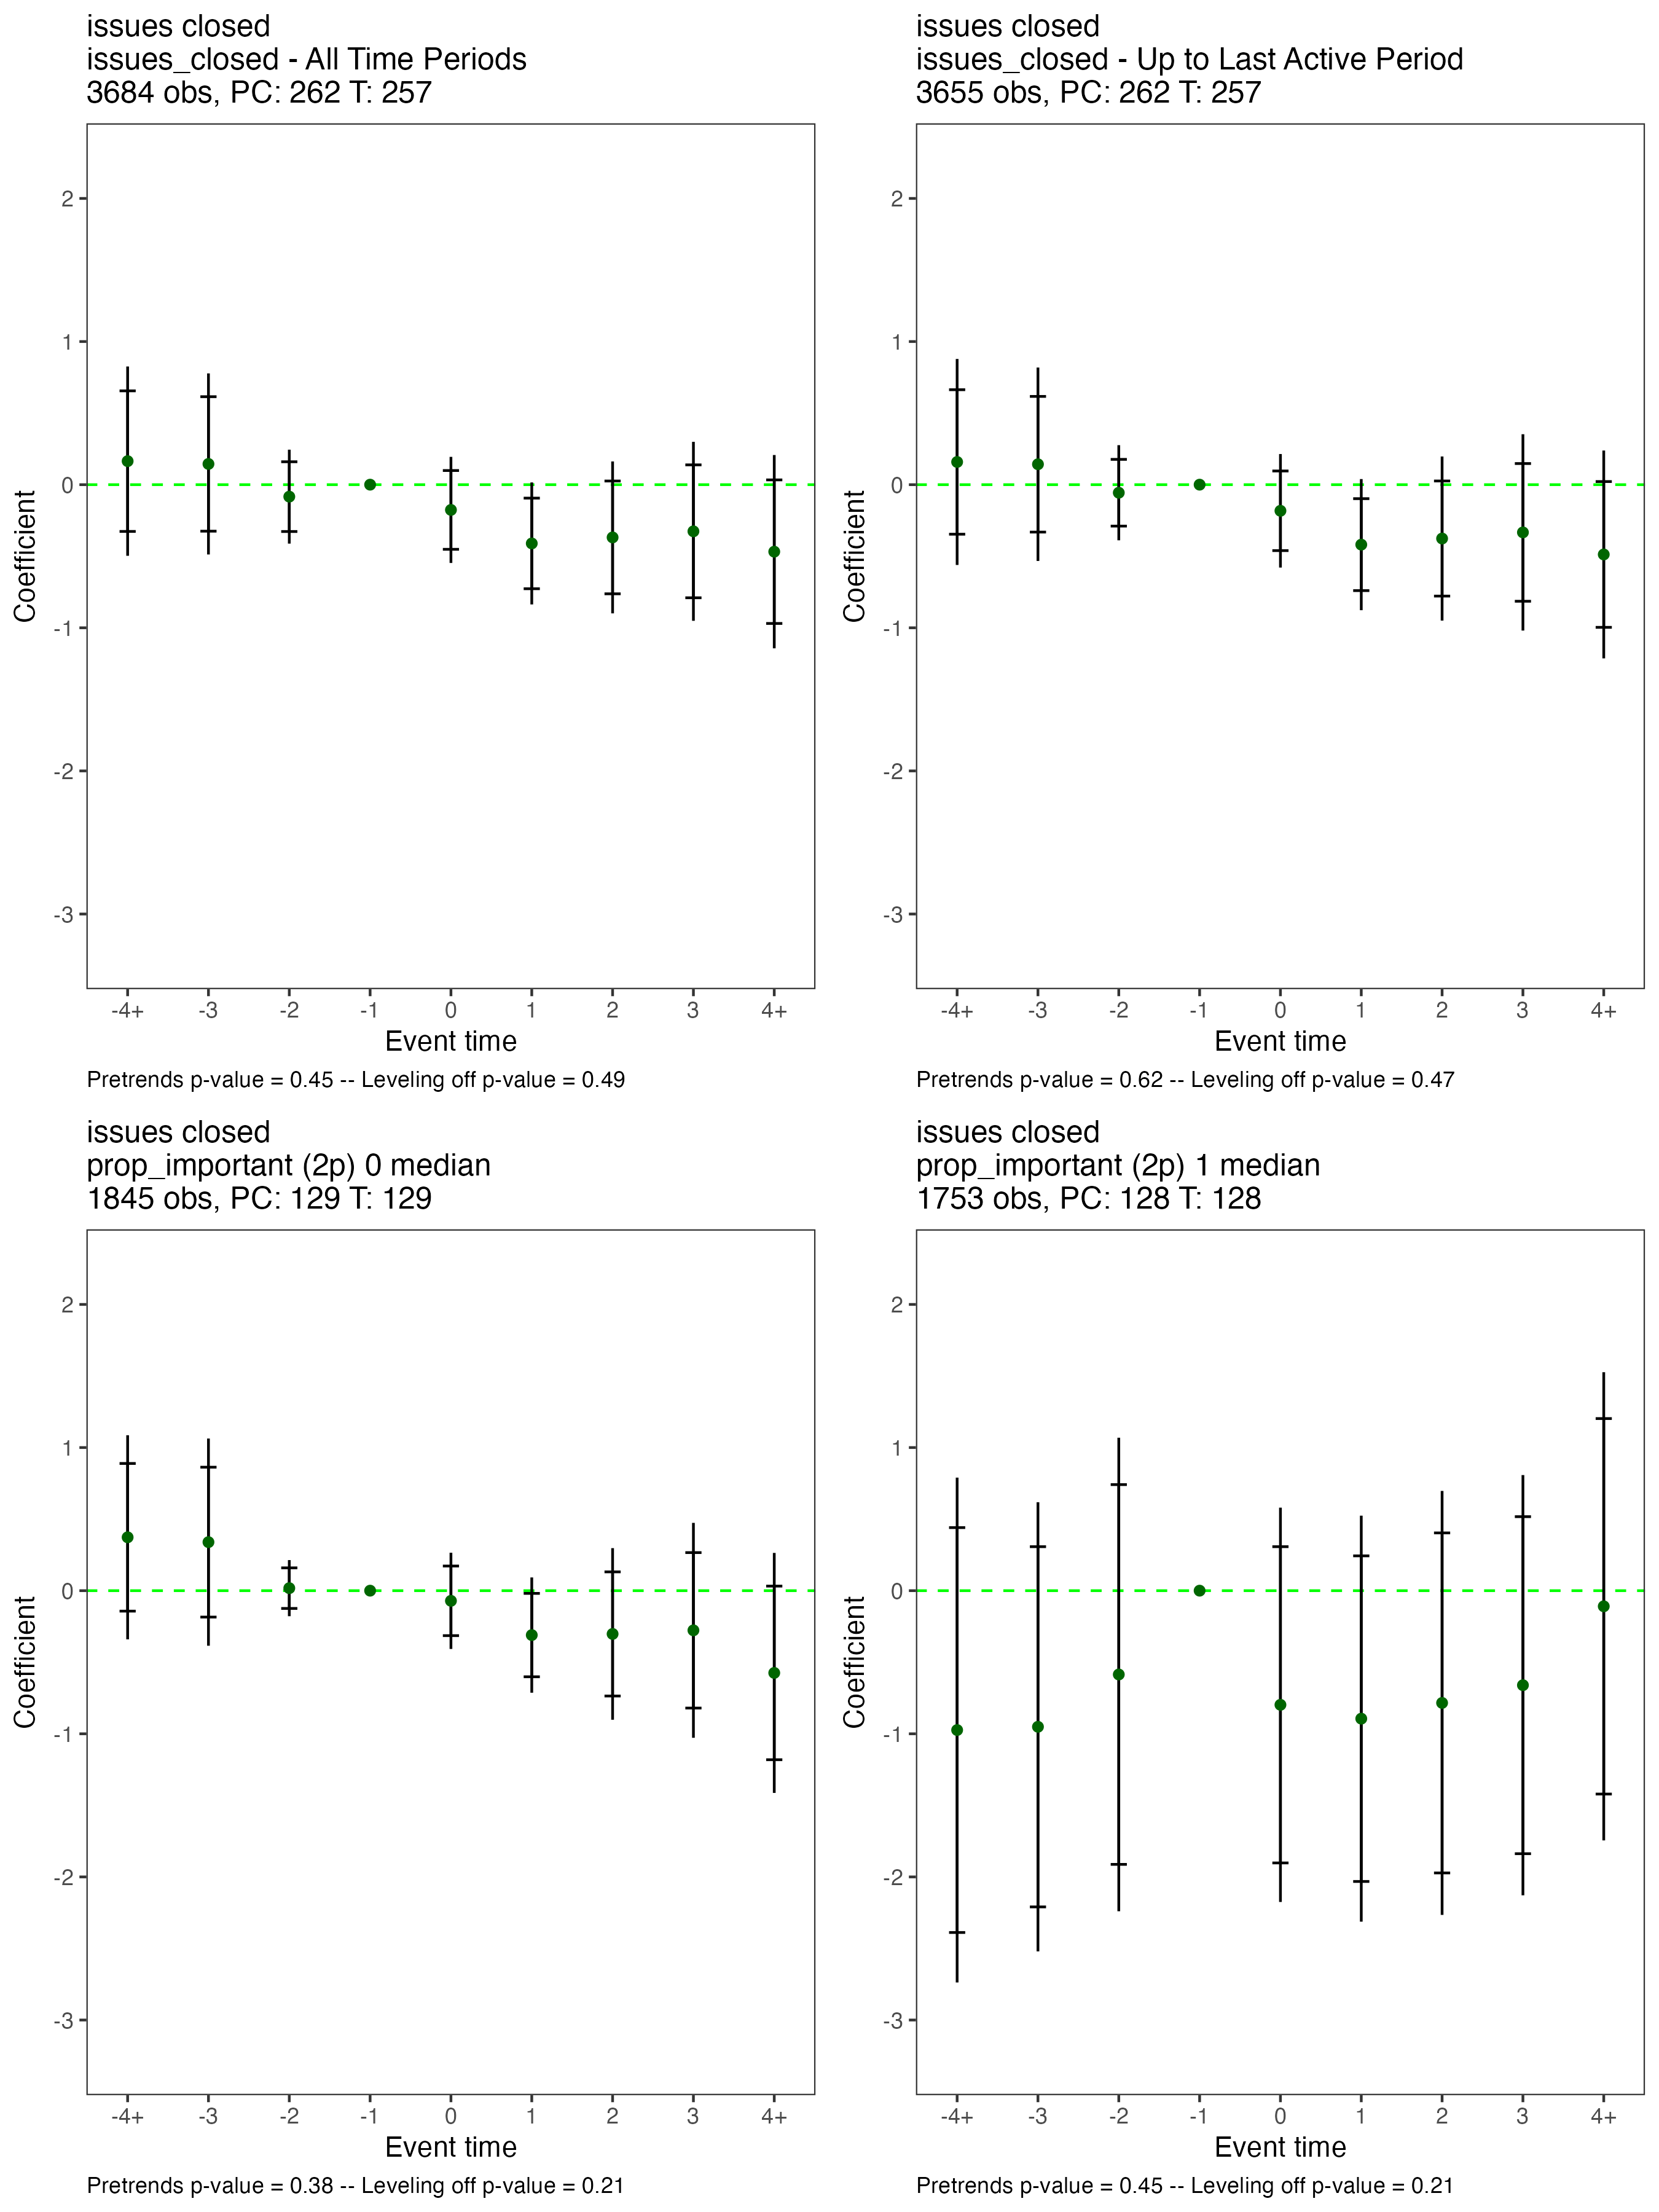 issues closed
issues_closed - All Time Periods
3684 obs, PC: 262 T: 257
2
1
0
-1
-2
-3
Coefficient
-4+ -3 -2 -1 0 1 2 3 4+
Event time
Pretrends p-value = 0.45 -- Leveling off p-value = 0.49
issues closed
issues_closed - Up to Last Active Period
3655 obs, PC: 262 T: 257
2
1
0
-1
-2
-3
Coefficient
-4+ -3 -2 -1 0 1 2 3 4+
Event time
Pretrends p-value = 0.62 -- Leveling off p-value = 0.47
issues closed
prop_important (2p) 0 median
1845 obs, PC: 129 T: 129
2
1
0
-1
-2
-3
Coefficient
-4+ -3 -2 -1 0 1 2 3 4+
Event time
Pretrends p-value = 0.38 -- Leveling off p-value = 0.21
issues closed
prop_important (2p) 1 median
1753 obs, PC: 128 T: 128
2
1
0
-1
-2
-3
Coefficient
-4+ -3 -2 -1 0 1 2 3 4+
Event time
Pretrends p-value = 0.45 -- Leveling off p-value = 0.21